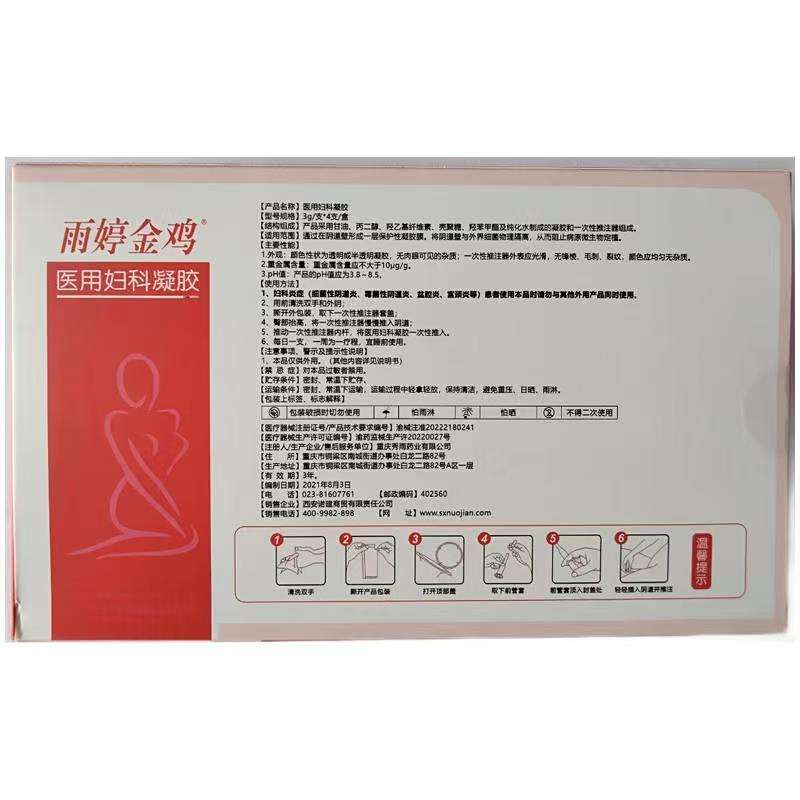 雨婷金鸡®
医用妇科凝胶
【产品名称】医用妇科凝胶
【型号规格】3g/支*4支/盒
【结构组成】产品采用甘油、丙二醇、羟乙基纤维素、壳聚糖、羟苯甲酯及纯化水制成的凝胶和一次性推注器组成。
【适用范围】通过在阴道壁形成一层保护性凝胶膜。将阴道壁与外界细菌物理隔离，从而阻止病原微生物定植。
【主要性能】
1.外观：颜色性状为透明或半透明凝胶，无肉眼可见的杂质；一次性推注器外表应光滑，无锋棱、毛刺、裂纹，颜色应均匀无杂质。
2.重金属含量：重金属含量应不大于10μg/g。
3.pH值：产品的pH值应为3.8~8.5。
【使用方法】
1、妇科炎症（细菌性阴道炎、霉菌性阴道炎、盆腔炎、宫颈炎等）患者使用本品时请勿与其他外用产品同时使用。
2、用前清洗双手和外阴；
3、撕开外包装，取下一次性推注器套盖；
4、臀部抬高，将一次性推注器慢慢推入阴道；
5、推动一次性推注器内杆，将医用妇科凝胶一次性推入。
6、每日一支，一周为一疗程，宜睡前使用。
【注意事项、警示及提示性说明】
1、本品仅供外用。（其他内容详见说明书）
【禁 忌 症】对本品过敏者禁用。
【贮存条件】密封、常温下贮存。
【运输条件】密封、常温下运输，运输过程中轻拿轻放，保持清洁，避免重压、日晒、雨淋。
【包装上标签、标志解释】
包装破损时切勿使用 怕雨淋 怕晒 不得二次使用
【医疗器械注册证号/产品技术要求编号】渝械注准20222180241
【医疗器械生产许可证编号】渝药监械生产许20220027号
【注册人/生产企业/售后服务单位】重庆秀雨药业有限公司
【住 所】重庆市铜梁区南城街道办事处白龙二路82号
【生产地址】重庆市铜梁区南城街道办事处白龙二路82号A区一层
【有 效 期】3年。
【编制日期】2021年8月3日
【电 话】023-81607761 【邮政编码】402560
【销售企业】西安诺建商贸有限责任公司
【销售电话】400-9982-898 【网 址】www.sxnuojian.com
1 2 3 4 5 6
清洗双手 撕开产品包装 打开顶部盖 取下前管套 前管套顶入封盖处 轻轻插入阴道并推注
温馨提示